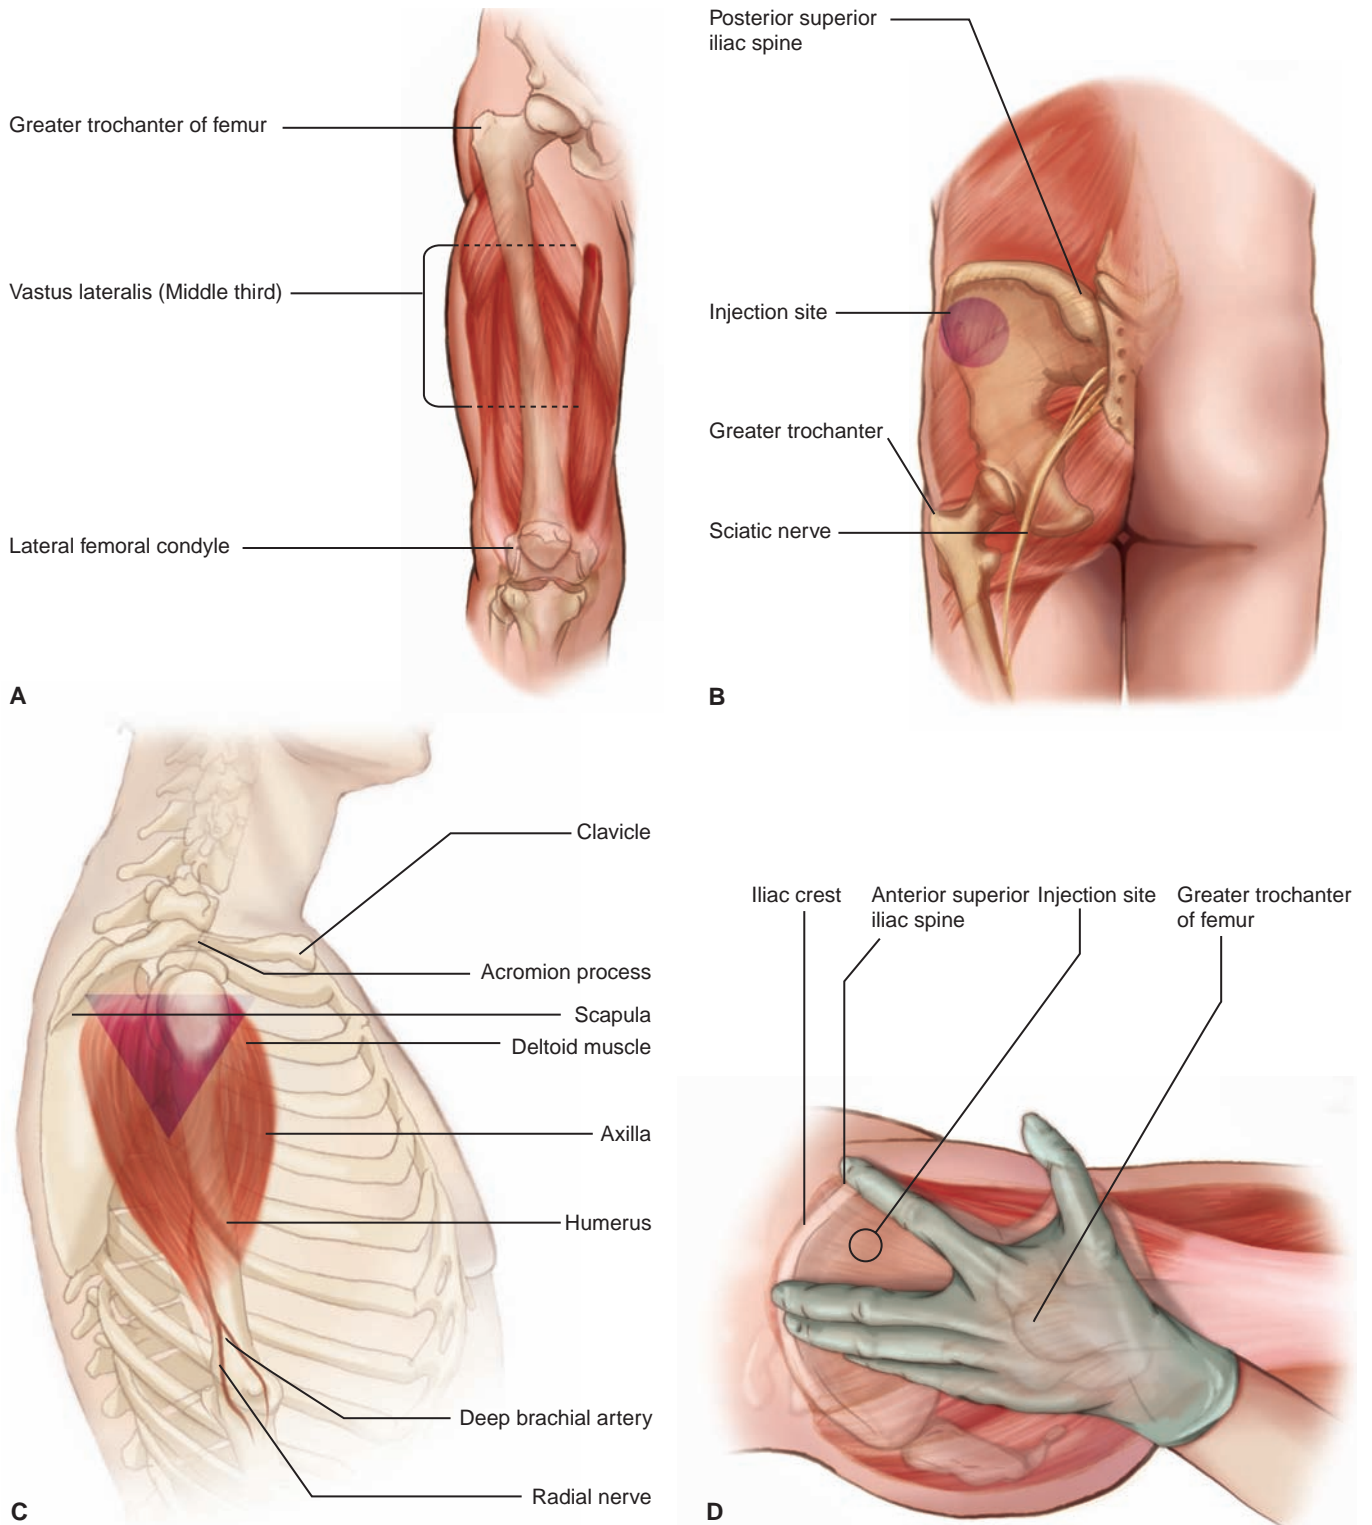 Greater trochanter of femur
Vastus lateralis (Middle third)
Lateral femoral condyle
A
Posterior superior
iliac spine
Injection site
Greater trochanter
Sciatic nerve
B
Clavicle
Acromion process
Scapula
Deltoid muscle
Axilla
Humerus
Deep brachial artery
Radial nerve
C
Iliac crest
Anterior superior
iliac spine
Injection site
Greater trochanter
of femur
D